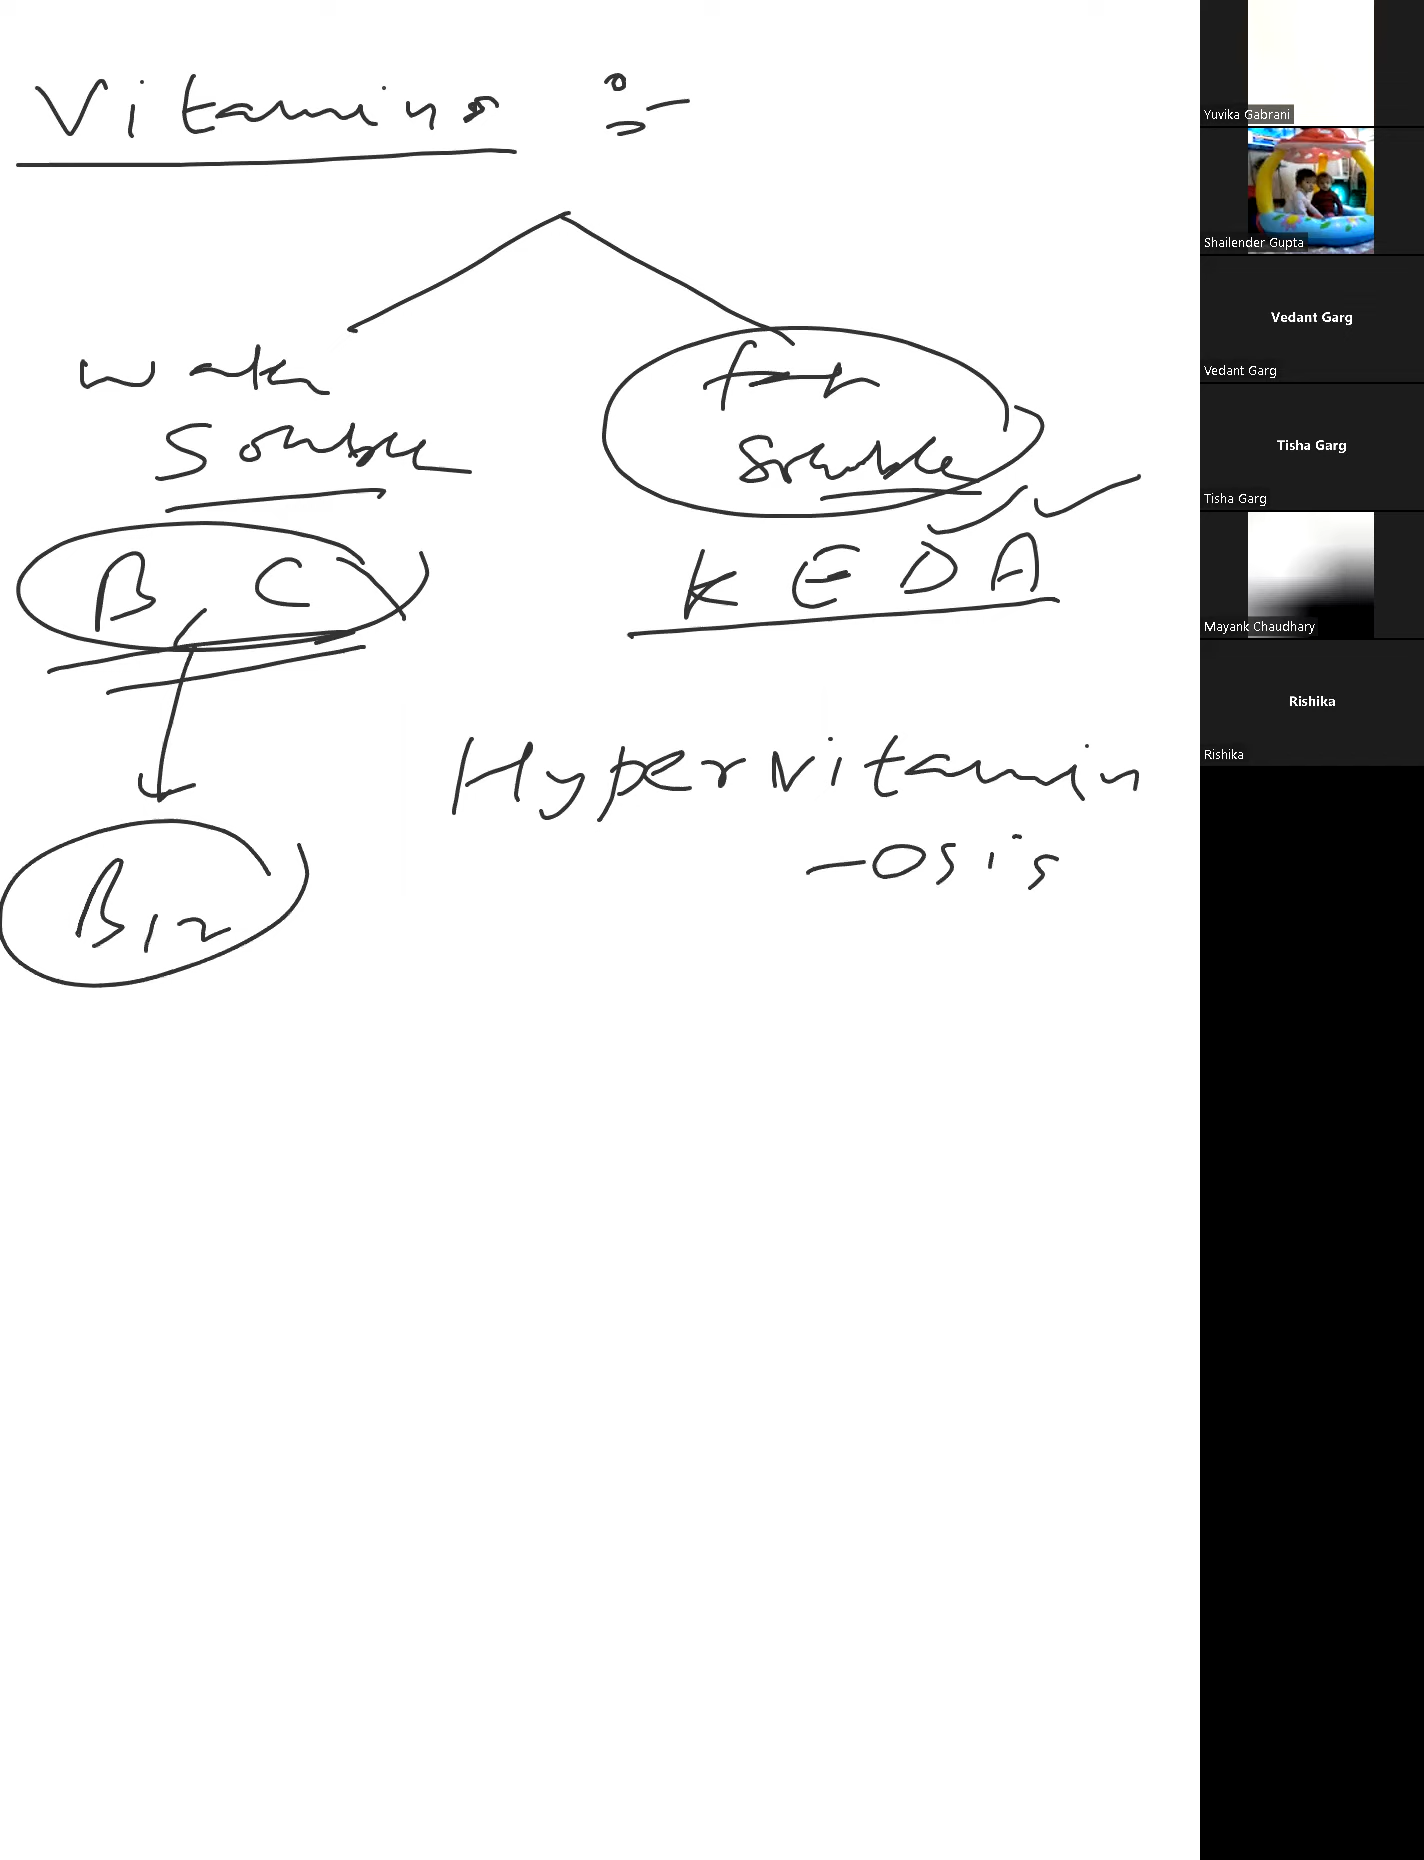 Vitamins :-
water fat
soluble soluble
B, C K E D A
Hypervitamin
-osis
B12
Yuvika Gabrani
Shailender Gupta
Vedant Garg
Vedant Garg
Tisha Garg
Tisha Garg
Mayank Chaudhary
Rishika
Rishika